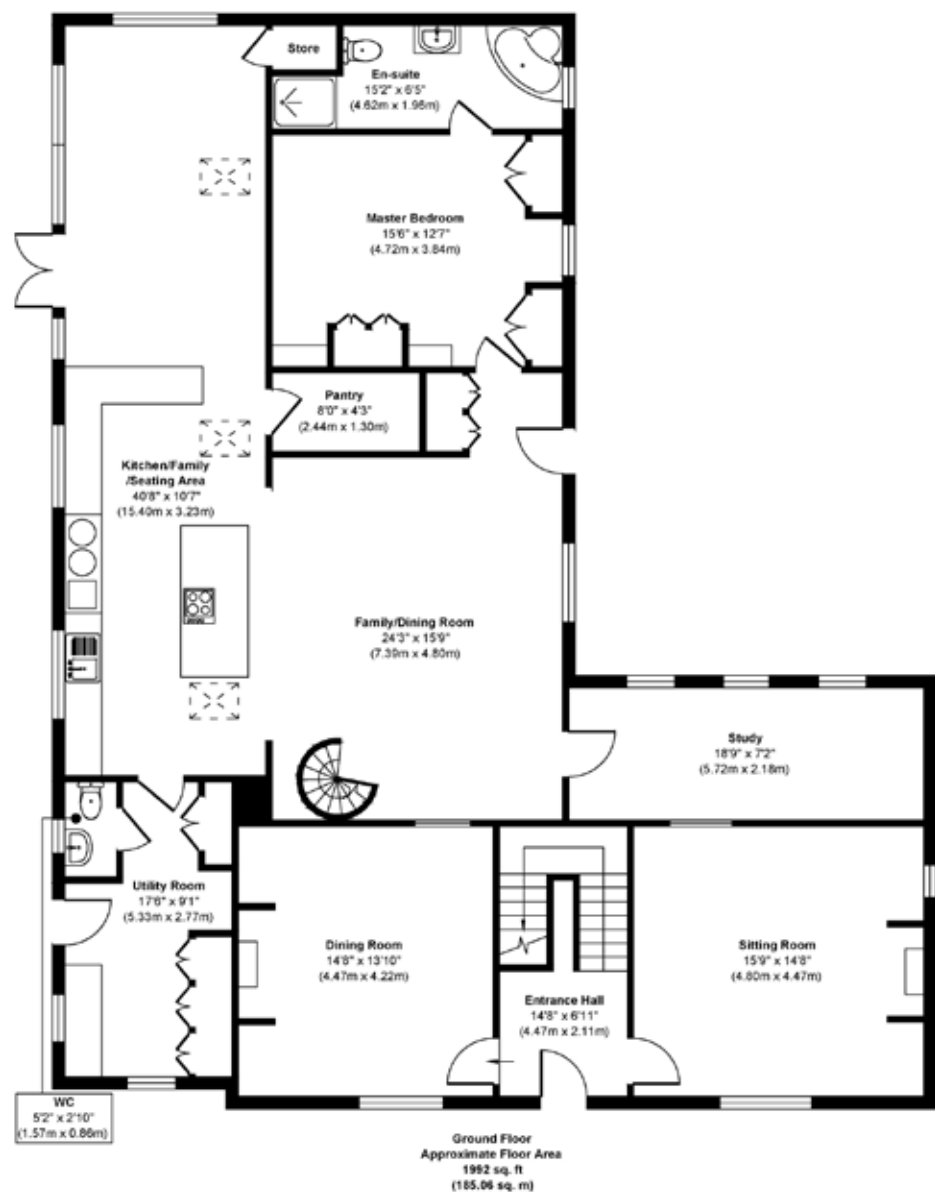 Store
En-suite
15'2" x 6'5"
(4.62m x 1.96m)
Master Bedroom
15'6" x 12'7"
(4.72m x 3.84m)
Pantry
8'0" x 4'3"
(2.44m x 1.30m)
Kitchen/Family
/Seating Area
40'8" x 10'7"
(15.40m x 3.23m)
Family/Dining Room
24'3" x 15'9"
(7.39m x 4.80m)
Study
18'9" x 7'2"
(5.72m x 2.18m)
Utility Room
17'6" x 9'1"
(5.33m x 2.77m)
Dining Room
14'8" x 13'10"
(4.47m x 4.22m)
Entrance Hall
14'8" x 6'11"
(4.47m x 2.11m)
Sitting Room
15'9" x 14'8"
(4.80m x 4.47m)
WC
5'2" x 2'10"
(1.57m x 0.86m)
Ground Floor
Approximate Floor Area
1992 sq. ft
(185.06 sq. m)